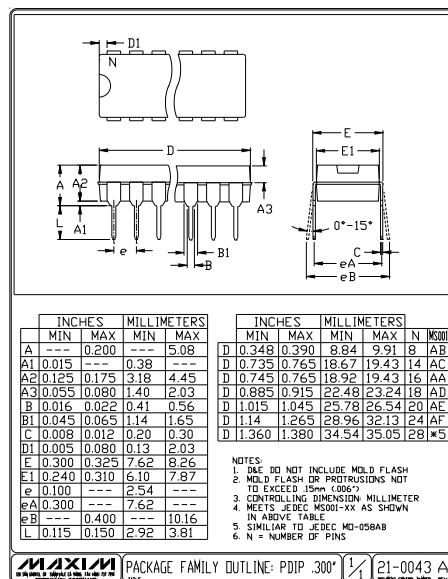 D1
N
D
E
E1
A
A2
A3
L
A1
0°-15°
e
B1
B
C
eA
eB
INCHES MILLIMETERS
MIN MAX MIN MAX
A --- 0.200 --- 5.08
A1 0.015 --- 0.38 ---
A2 0.125 0.175 3.18 4.45
A3 0.055 0.080 1.40 2.03
B 0.016 0.022 0.41 0.56
B1 0.045 0.065 1.14 1.65
C 0.008 0.012 0.20 0.30
D1 0.005 0.080 0.13 2.03
E 0.300 0.325 7.62 8.26
E1 0.240 0.310 6.10 7.87
e 0.100 --- 2.54 ---
eA 0.300 --- 7.62 ---
eB --- 0.400 --- 10.16
L 0.115 0.150 2.92 3.81
INCHES MILLIMETERS
MIN MAX MIN MAX N MS001
D 0.348 0.390 8.84 9.91 8 AB
D 0.735 0.765 18.67 19.43 14 AC
D 0.745 0.765 18.92 19.43 16 AA
D 0.885 0.915 22.48 23.24 18 AD
D 1.015 1.045 25.78 26.54 20 AE
D 1.14 1.265 28.96 32.13 24 AF
D 1.360 1.380 34.54 35.05 28 *5
NOTES:
1. D&E DO NOT INCLUDE MOLD FLASH
2. MOLD FLASH OR PROTRUSIONS NOT
TO EXCEED .15mm (.006")
3. CONTROLLING DIMENSION: MILLIMETER
4. MEETS JEDEC MS001-XX AS SHOWN
IN ABOVE TABLE
5. SIMILIAR TO JEDEC MO-058AB
6. N = NUMBER OF PINS
MAXIM
PACKAGE FAMILY OUTLINE: PDIP .300"
1/1
21-0043 A